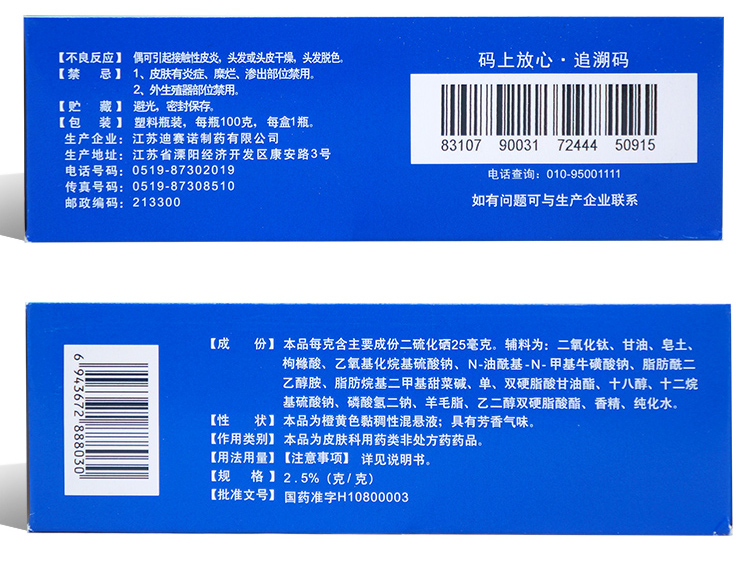 【不良反应】 偶可引起接触性皮炎，头发或头皮干燥，头发脱色。
【禁 忌】 1、皮肤有炎症、糜烂、渗出部位禁用。
2、外生殖器部位禁用。
【贮 藏】 避光，密封保存。
【包 装】 塑料瓶装，每瓶100克，每盒1瓶。
生产企业：江苏迪赛诺制药有限公司
生产地址：江苏省溧阳经济开发区康安路3号
电话号码：0519-87302019
传真号码：0519-87308510
邮政编码：213300
码上放心·追溯码
83107 90031 72444 50915
电话查询：010-95001111
如有问题可与生产企业联系
6 943672 888030
【成 份】 本品每克含主要成份二硫化硒25毫克。辅料为：二氧化钛、甘油、皂土、
枸橼酸、乙氧基化烷基硫酸钠、N-油酰基-N-甲基牛磺酸钠、脂肪酰二
乙醇胺、脂肪烷基二甲基甜菜碱、单、双硬脂酸甘油酯、十八醇、十二烷
基硫酸钠、磷酸氢二钠、羊毛脂、乙二醇双硬脂酸酯、香精、纯化水。
【性 状】 本品为橙黄色黏稠性混悬液；具有芳香气味。
【作用类别】 本品为皮肤科用药类非处方药药品。
【用法用量】【注意事项】 详见说明书。
【规 格】 2.5%（克/克）
【批准文号】 国药准字H10800003